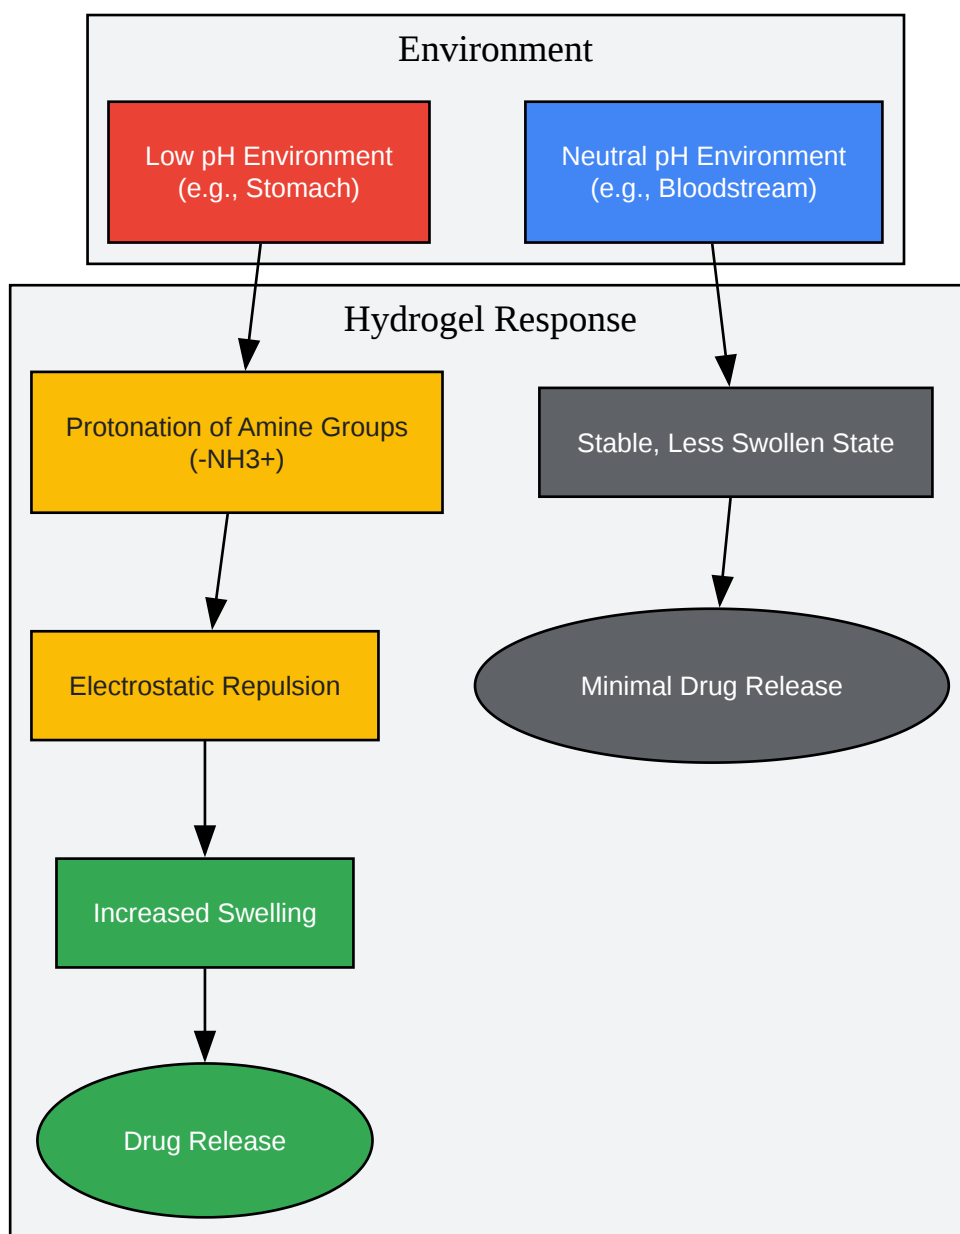 Environment
Low pH Environment
(e.g., Stomach)
Neutral pH Environment
(e.g., Bloodstream)
Hydrogel Response
Protonation of Amine Groups
(-NH3+)
Stable, Less Swollen State
Electrostatic Repulsion
Minimal Drug Release
Increased Swelling
Drug Release